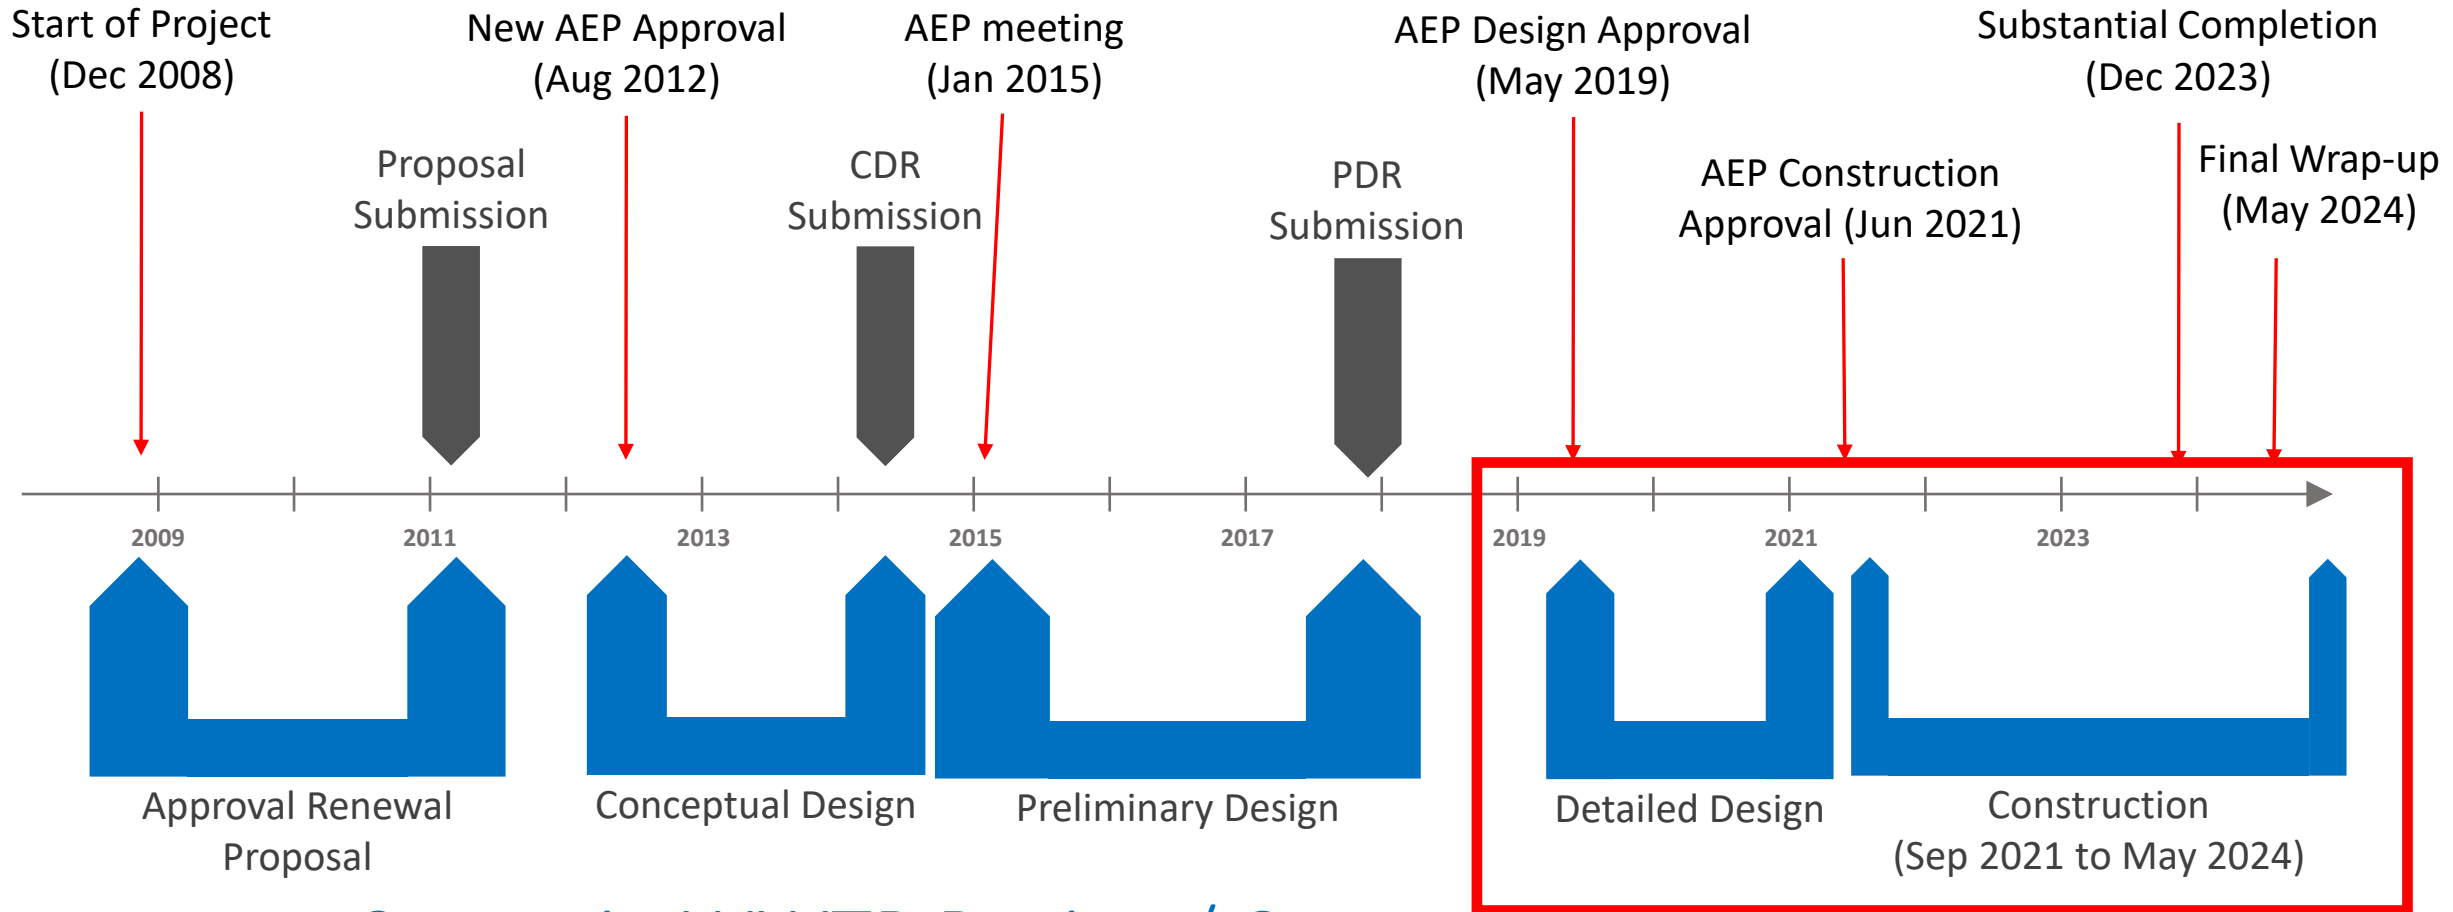 Start of Project
(Dec 2008)
New AEP Approval
(Aug 2012)
AEP meeting
(Jan 2015)
AEP Design Approval
(May 2019)
Substantial Completion
(Dec 2023)
Proposal
Submission
CDR
Submission
PDR
Submission
AEP Construction
Approval (Jun 2021)
Final Wrap-up
(May 2024)
2009
2011
2013
2015
2017
2019
2021
2023
Approval Renewal
Proposal
Conceptual Design
Preliminary Design
Detailed Design
Construction
(Sep 2021 to May 2024)